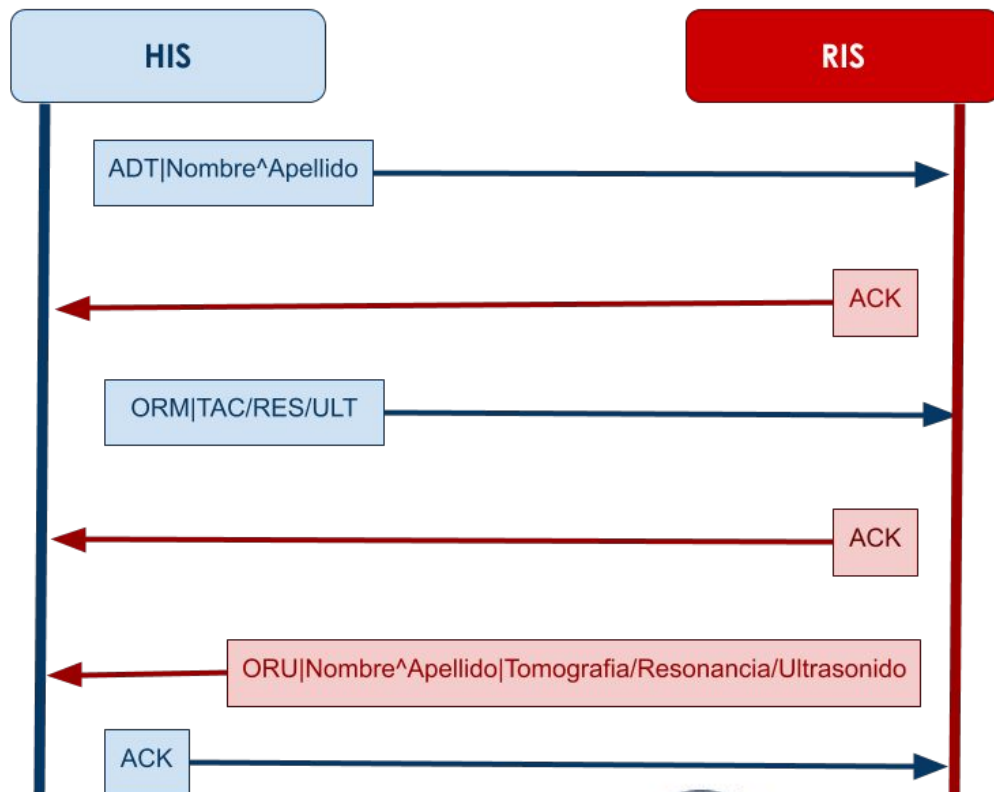 HIS
RIS
ADT|Nombre^Apellido
ACK
ORM|TAC/RES/ULT
ACK
ORU|Nombre^Apellido|Tomografia/Resonancia/Ultrasonido
ACK